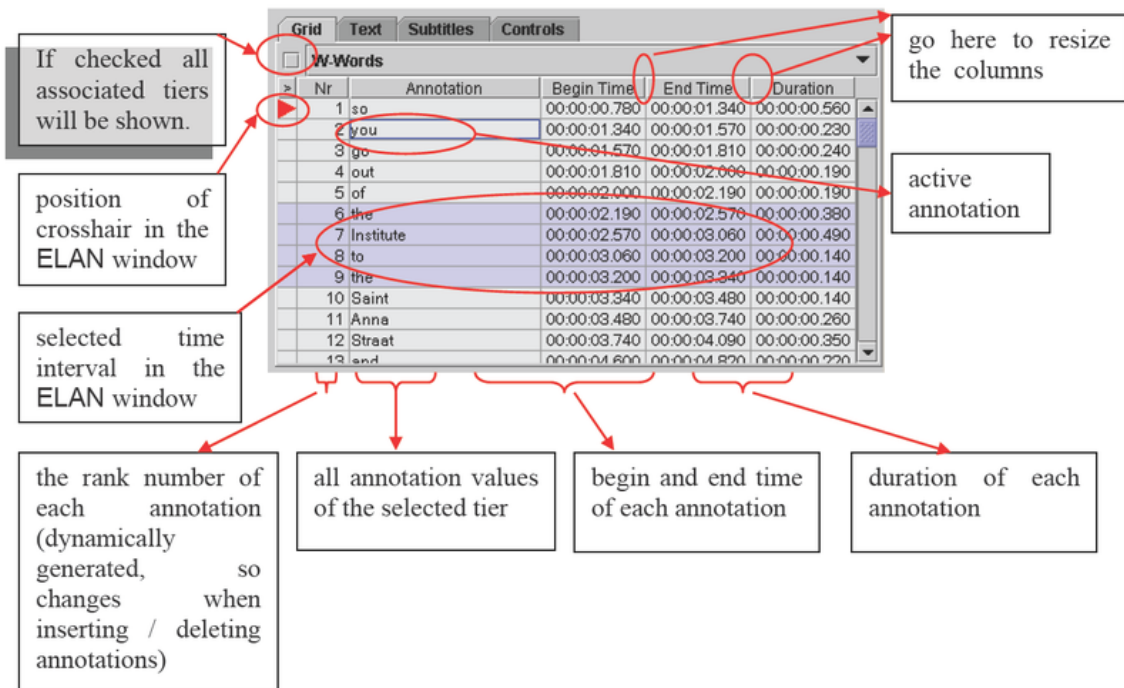 Grid Text Subtitles Controls
W-Words
> Nr Annotation Begin Time End Time Duration
1 so 00:00:00.780 00:00:01.340 00:00:00.560
2 you 00:00:01.340 00:00:01.570 00:00:00.230
3 go 00:00:01.570 00:00:01.810 00:00:00.240
4 out 00:00:01.810 00:00:02.000 00:00:00.190
5 of 00:00:02.000 00:00:02.190 00:00:00.190
6 the 00:00:02.190 00:00:02.570 00:00:00.380
7 Institute 00:00:02.570 00:00:03.060 00:00:00.490
8 to 00:00:03.060 00:00:03.200 00:00:00.140
9 the 00:00:03.200 00:00:03.340 00:00:00.140
10 Saint 00:00:03.340 00:00:03.480 00:00:00.140
11 Anna 00:00:03.480 00:00:03.740 00:00:00.260
12 Straat 00:00:03.740 00:00:04.090 00:00:00.350
13 and 00:00:04.600 00:00:04.820 00:00:00.220
If checked all
associated tiers
will be shown.
position of
crosshair in the
ELAN window
selected time
interval in the
ELAN window
go here to resize
the columns
active
annotation
the rank number of
each annotation
(dynamically
generated, so
changes when
inserting / deleting
annotations)
all annotation values
of the selected tier
begin and end time
of each annotation
duration of each
annotation